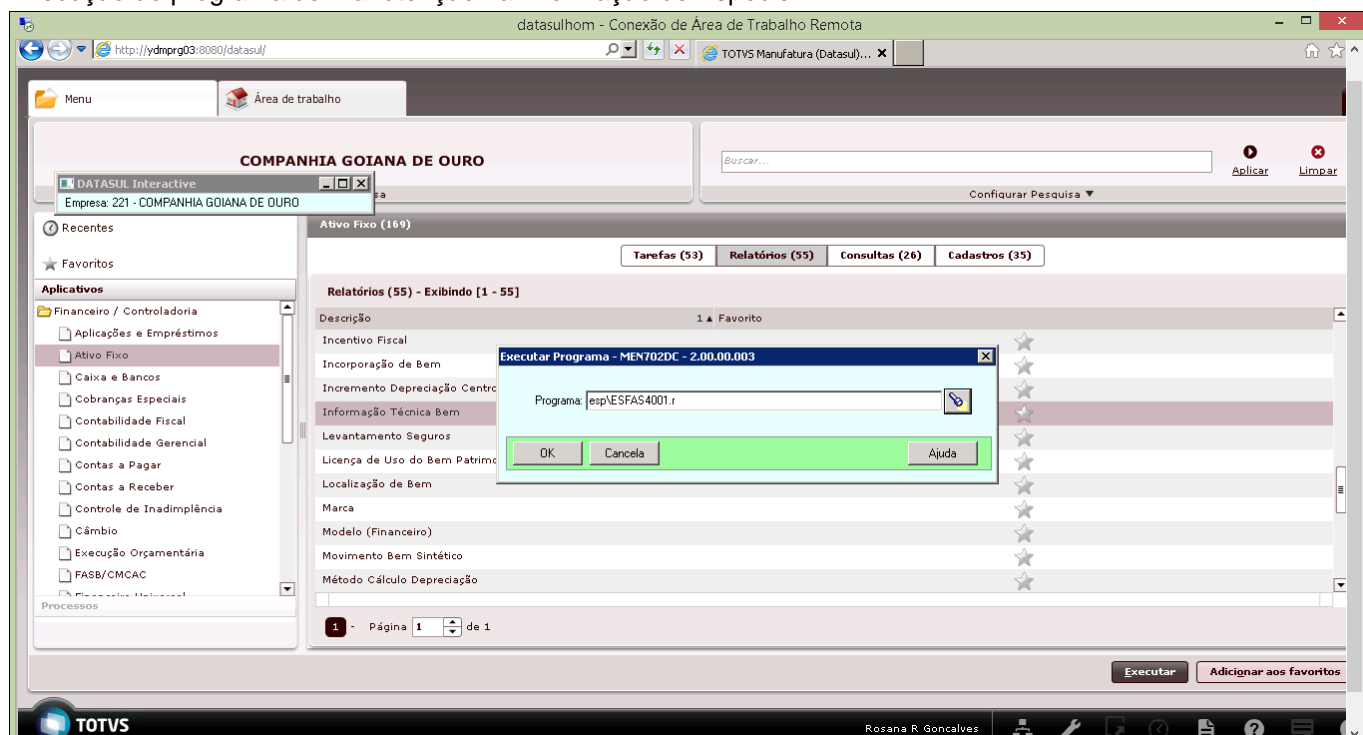 datasulhom - Conexão de Área de Trabalho Remota
http://ydmprg03:8080/datasul/
TOTVS Manufatura (Datasul)...
Menu
Área de trabalho
COMPANHIA GOIANA DE OURO
Buscar...
Aplicar
Limpar
Configurar Pesquisa
DATASUL Interactive
Empresa: 221 - COMPANHIA GOIANA DE OURO
Recentes
Favoritos
Aplicativos
Financeiro / Controladoria
Aplicações e Empréstimos
Ativo Fixo
Caixa e Bancos
Cobranças Especiais
Contabilidade Fiscal
Contabilidade Gerencial
Contas a Pagar
Contas a Receber
Controle de Inadimplência
Câmbio
Execução Orçamentária
FASB/CMCAC
Processos
Ativo Fixo (169)
Tarefas (53)
Relatórios (55)
Consultas (26)
Cadastros (35)
Relatórios (55) - Exibindo [1 - 55]
Descrição 1 Favorito
Incentivo Fiscal
Incorporação de Bem
Incremento Depreciação Centro
Informação Técnica Bem
Levantamento Seguros
Licença de Uso do Bem Patrimo
Localização de Bem
Marca
Modelo (Financeiro)
Movimento Bem Sintético
Método Cálculo Depreciação
Executar Programa - MEN702DC - 2.00.00.003
Programa: esp\ESFAS4001.r
OK
Cancela
Ajuda
1 - Página 1 de 1
Executar
Adicionar aos favoritos
TOTVS
Rosana R Goncalves